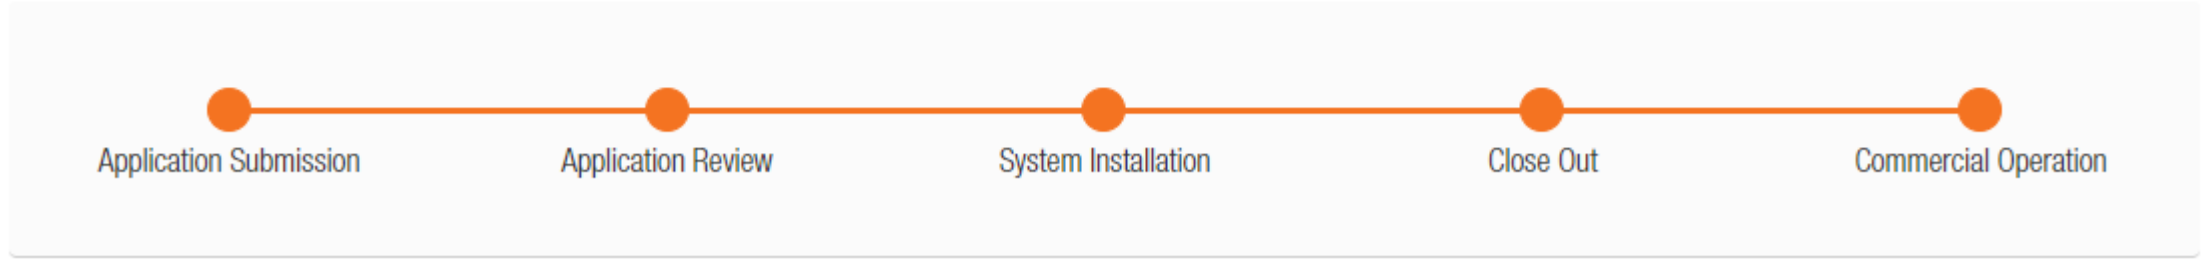 Application Submission
Application Review
System Installation
Close Out
Commercial Operation